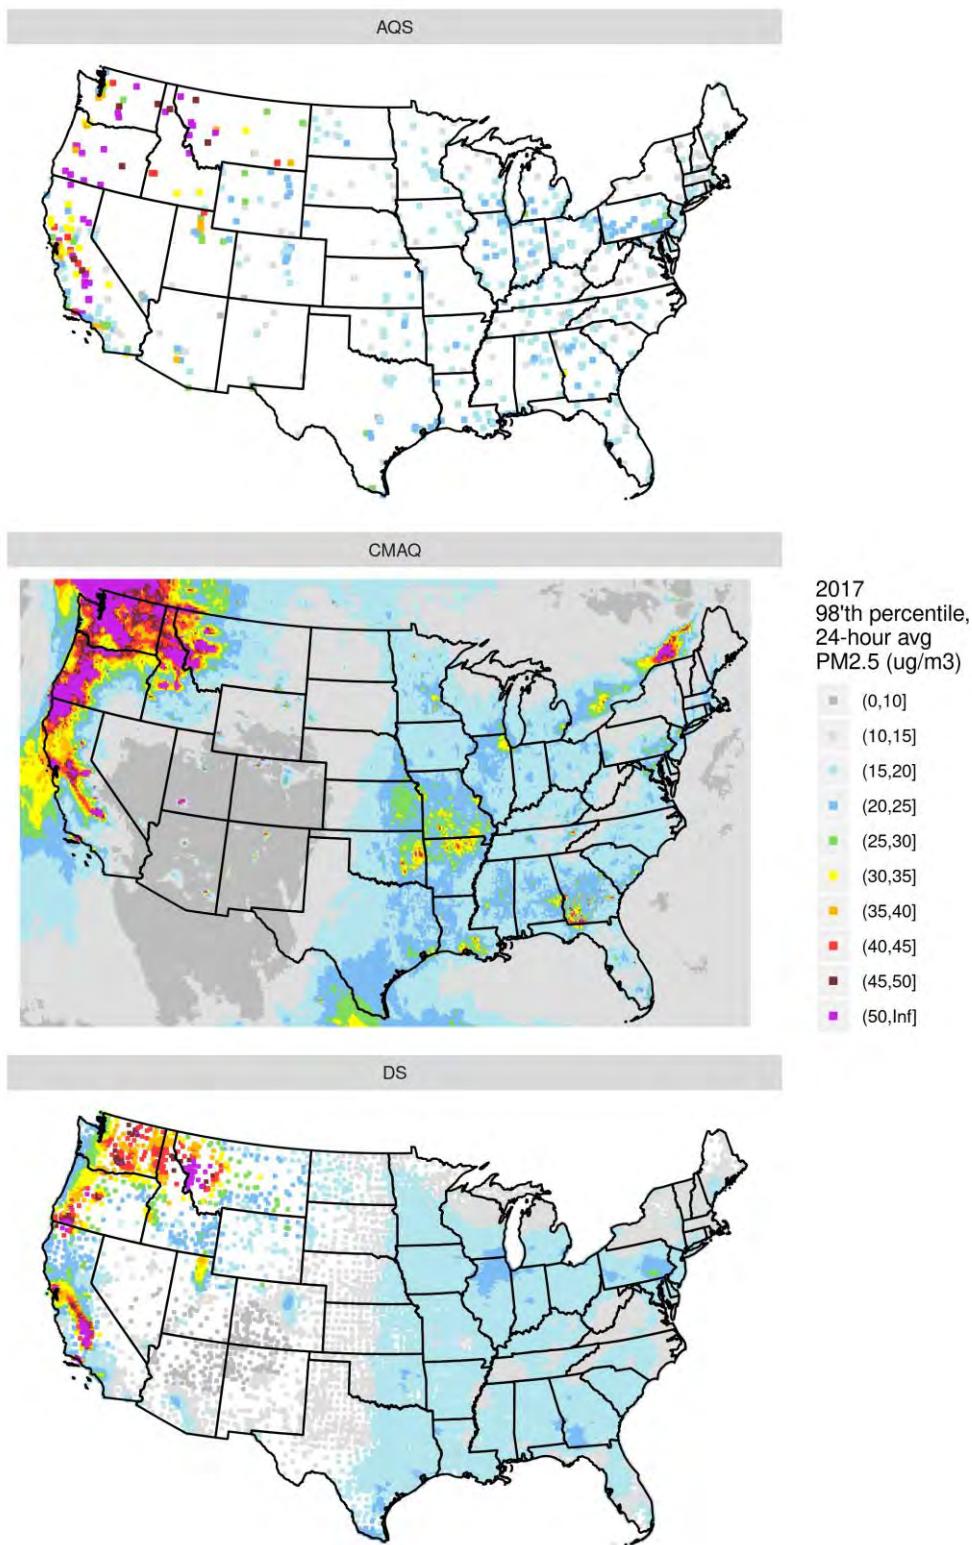 AQS
CMAQ
2017
98'th percentile,
24-hour avg
PM2.5 (ug/m3)
(0,10]
(10,15]
(15,20]
(20,25]
(25,30]
(30,35]
(35,40]
(40,45]
(45,50]
(50,Inf]
DS